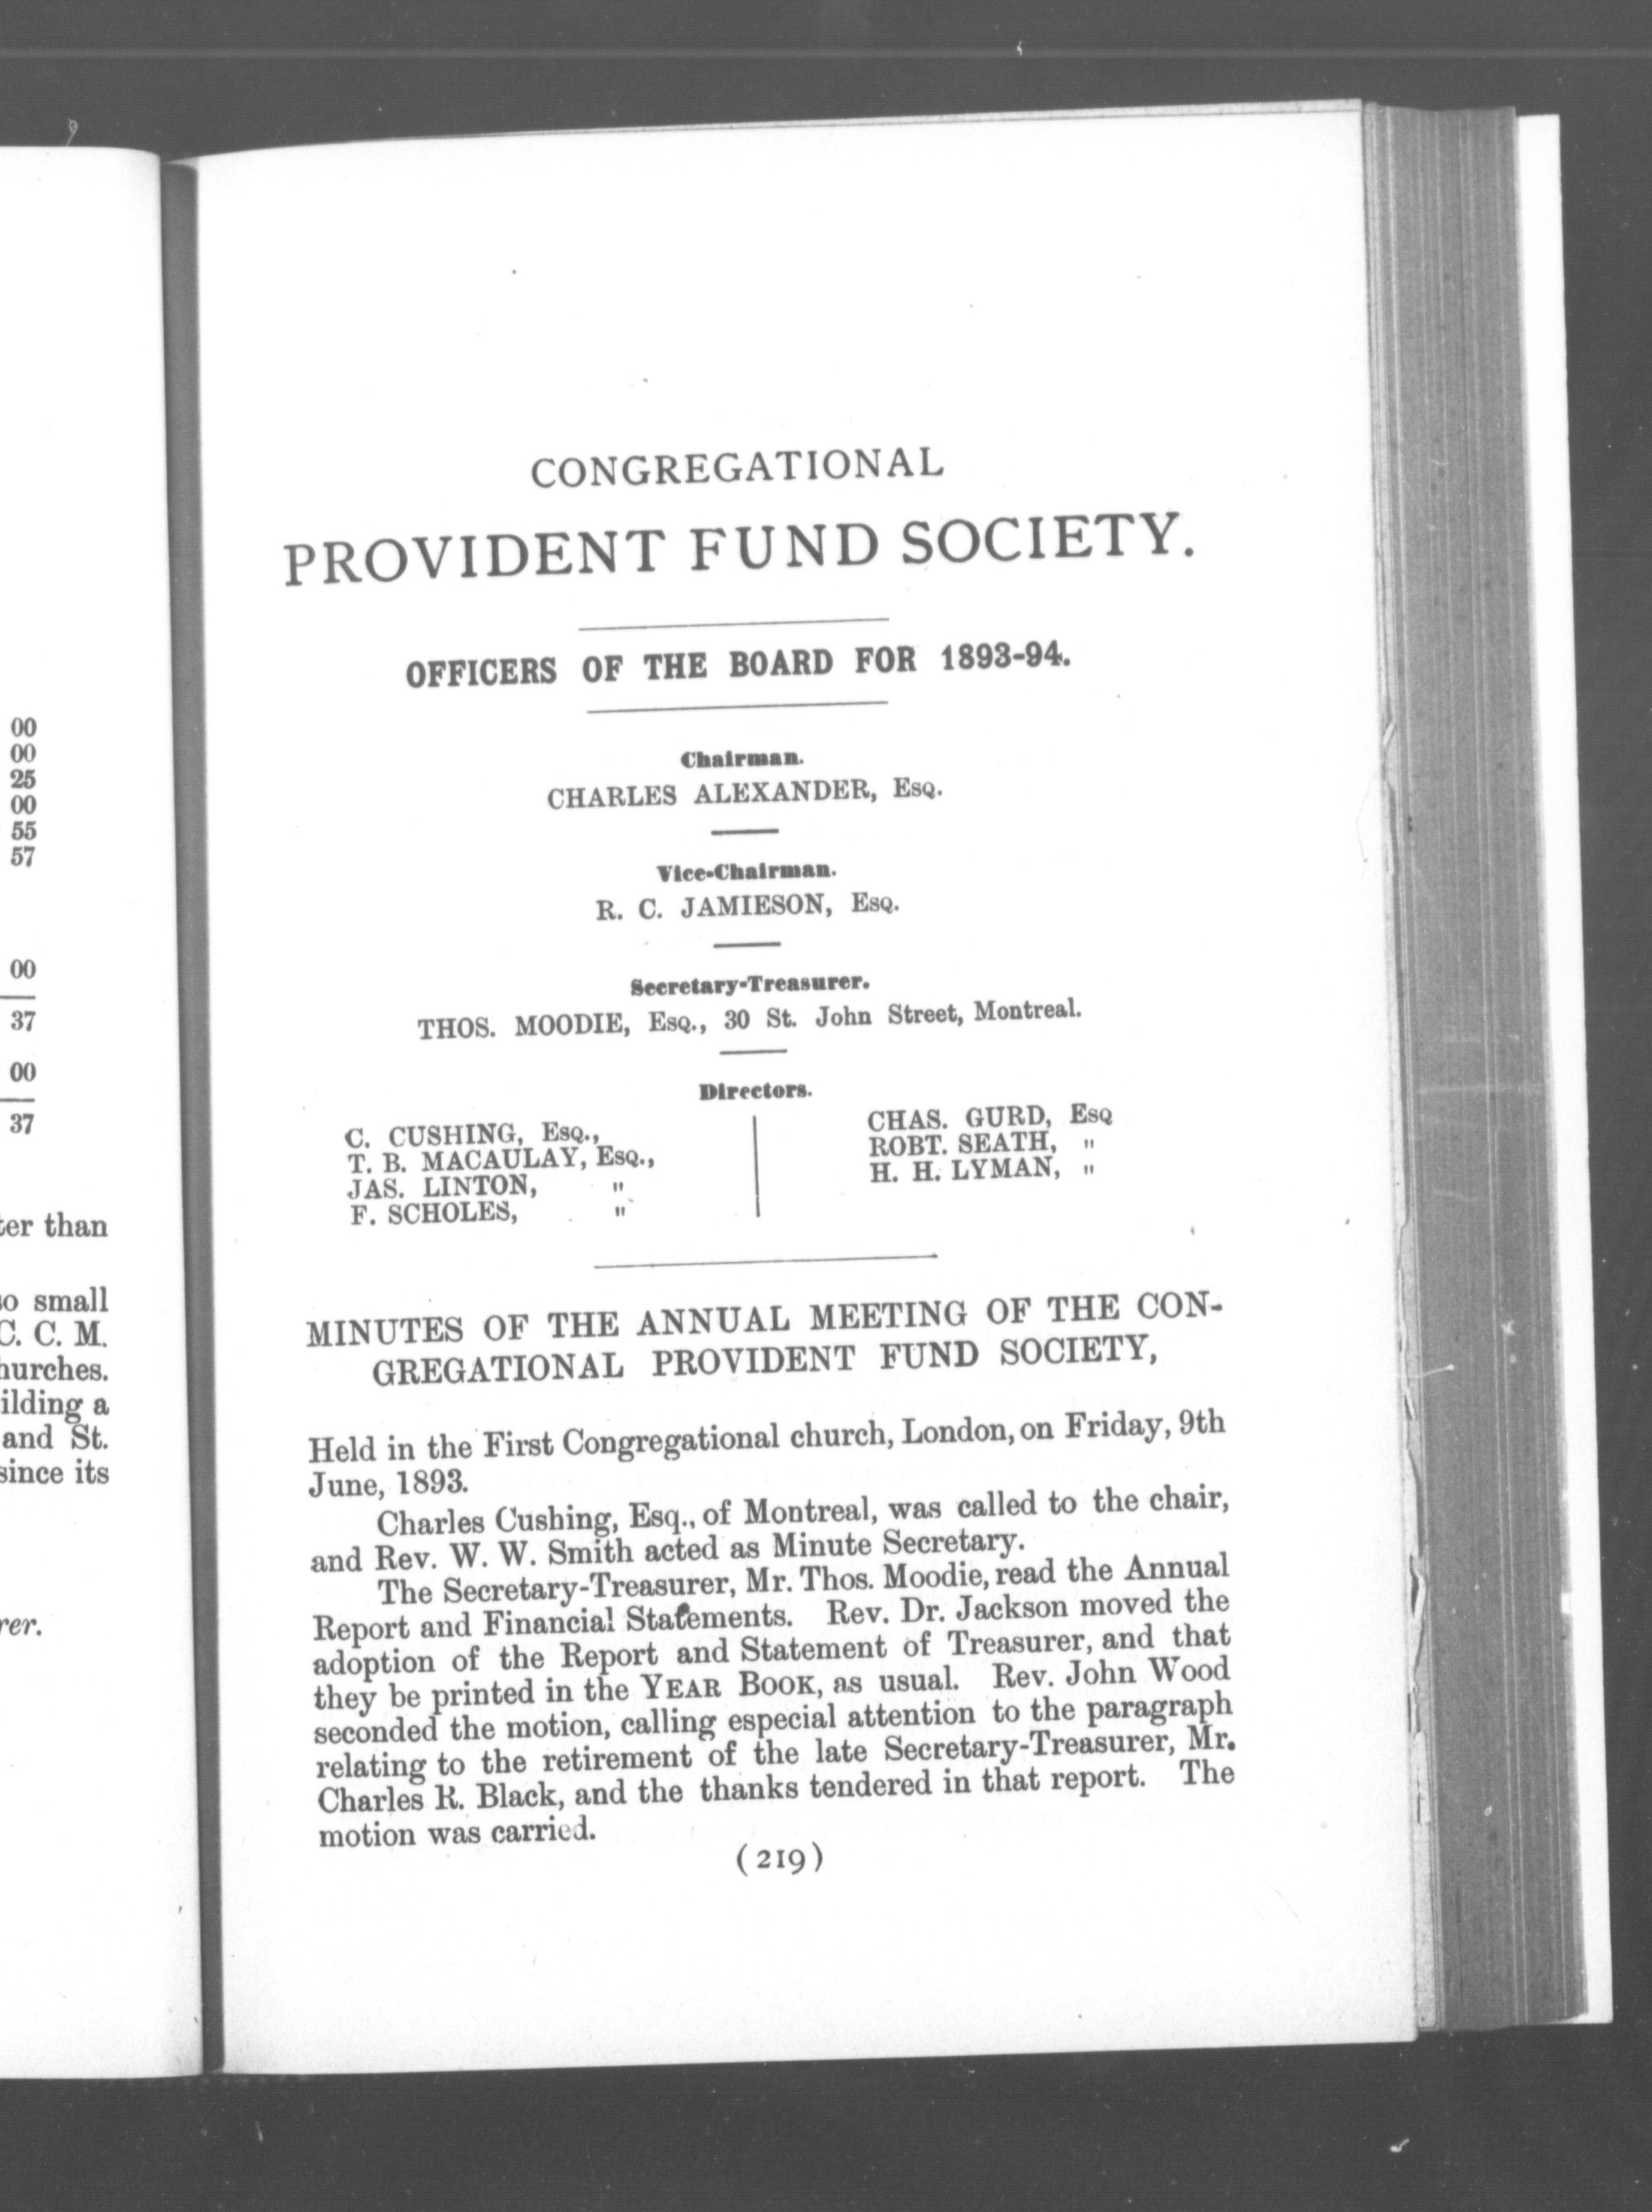 00
00
25
00
55
57
00
37
00
37
than
small
C. C. M.
a
and St.
since its
CONGREGATIONAL
PROVIDENT FUND SOCIETY.
OFFICERS OF THE BOARD FOR 1893-94.
Chairman.
CHARLES ALEXANDER, ESQ.
Vice-Chairman.
R. C. JAMIESON, ESQ.
Secretary-Treasurer.
THOS. MOODIE, ESQ., 30 St. John Street, Montreal.
Directors.
C. CUSHING, ESQ.,
T. B. MACAULAY, ESQ.,
JAS. LINTON, "
F. SCHOLES, "
CHAS. GURD, ESQ
ROBT. SEATH, "
H. H. LYMAN, "
MINUTES OF THE ANNUAL MEETING OF THE CON-
GREGATIONAL PROVIDENT FUND SOCIETY,
Held in the First Congregational church, London, on Friday, 9th
June, 1893.
Charles Cushing, Esq., of Montreal, was called to the chair,
and Rev. W. W. Smith acted as Minute Secretary.
The Secretary-Treasurer, Mr. Thos. Moodie, read the Annual
Report and Financial Statements. Rev. Dr. Jackson moved the
adoption of the Report and Statement of Treasurer, and that
they be printed in the YEAR BOOK, as usual. Rev. John Wood
seconded the motion, calling especial attention to the paragraph
relating to the retirement of the late Secretary-Treasurer, Mr.
Charles R. Black, and the thanks tendered in that report. The
motion was carried.
(219)